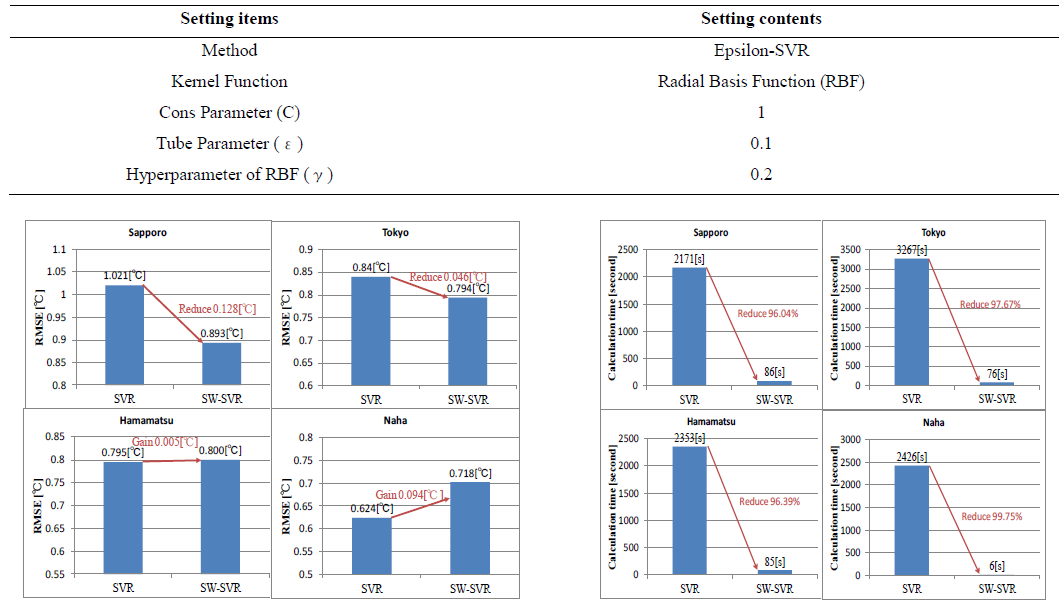 Setting items Setting contents
Method Epsilon-SVR
Kernel Function Radial Basis Function (RBF)
Cons Parameter (C) 1
Tube Parameter ( ε ) 0.1
Hyperparameter of RBF ( γ ) 0.2
Sapporo
RMSE [℃]
1.1
1.05
1
0.95
0.9
0.85
0.8
1.021[℃]
Reduce 0.128[℃]
0.893[℃]
SVR SW-SVR
Tokyo
RMSE [℃]
0.9
0.85
0.8
0.75
0.7
0.65
0.6
0.84[℃]
Reduce 0.046[℃]
0.794[℃]
SVR SW-SVR
Hamamatsu
RMSE [℃]
0.85
0.8
0.75
0.7
0.65
0.6
0.55
Gain 0.005[℃]
0.795[℃] 0.800[℃]
SVR SW-SVR
Naha
RMSE [℃]
0.8
0.75
0.7
0.65
0.6
0.55
0.5
0.718[℃]
Gain 0.094[℃]
0.624[℃]
SVR SW-SVR
Sapporo
Calculation time [second]
2500
2000
1500
1000
500
0
2171[s]
Reduce 96.04%
86[s]
SVR SW-SVR
Tokyo
Calculation time [second]
3500
3000
2500
2000
1500
1000
500
0
3267[s]
Reduce 97.67%
76[s]
SVR SW-SVR
Hamamatsu
Calculation time [second]
2500
2000
1500
1000
500
0
2353[s]
Reduce 96.39%
85[s]
SVR SW-SVR
Naha
Calculation time [second]
3000
2500
2000
1500
1000
500
0
2426[s]
Reduce 99.75%
6[s]
SVR SW-SVR